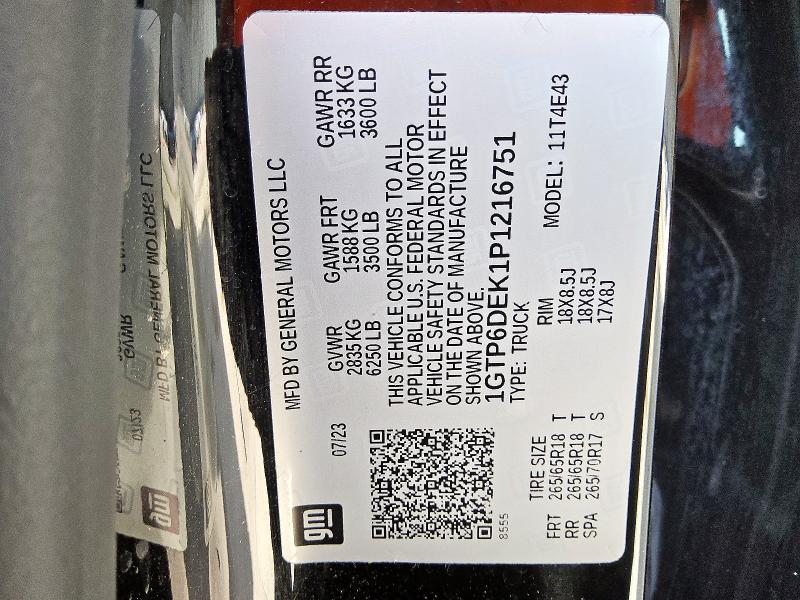 gm
MFD BY GENERAL MOTORS LLC
07/23
GVWR GAWR FRT GAWR RR
2835 KG 1588 KG 1633 KG
6250 LB 3500 LB 3600 LB
THIS VEHICLE CONFORMS TO ALL
APPLICABLE U.S. FEDERAL MOTOR
VEHICLE SAFETY STANDARDS IN EFFECT
ON THE DATE OF MANUFACTURE
SHOWN ABOVE.
1GTP6DEK1P1216751
8555
TYPE: TRUCK
MODEL: 11T4E43
TIRE SIZE RIM
FRT 265/65R18 T 18X8.5J
RR 265/65R18 T 18X8.5J
SPA 265/70R17 S 17X8J